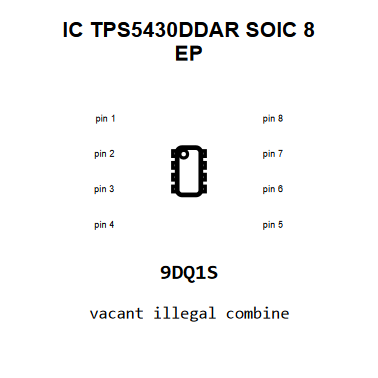 IC TPS5430DDAR SOIC 8
EP
pin 1
pin 8
pin 2
pin 7
pin 3
pin 6
pin 4
pin 5
9DQ1S
vacant illegal combine